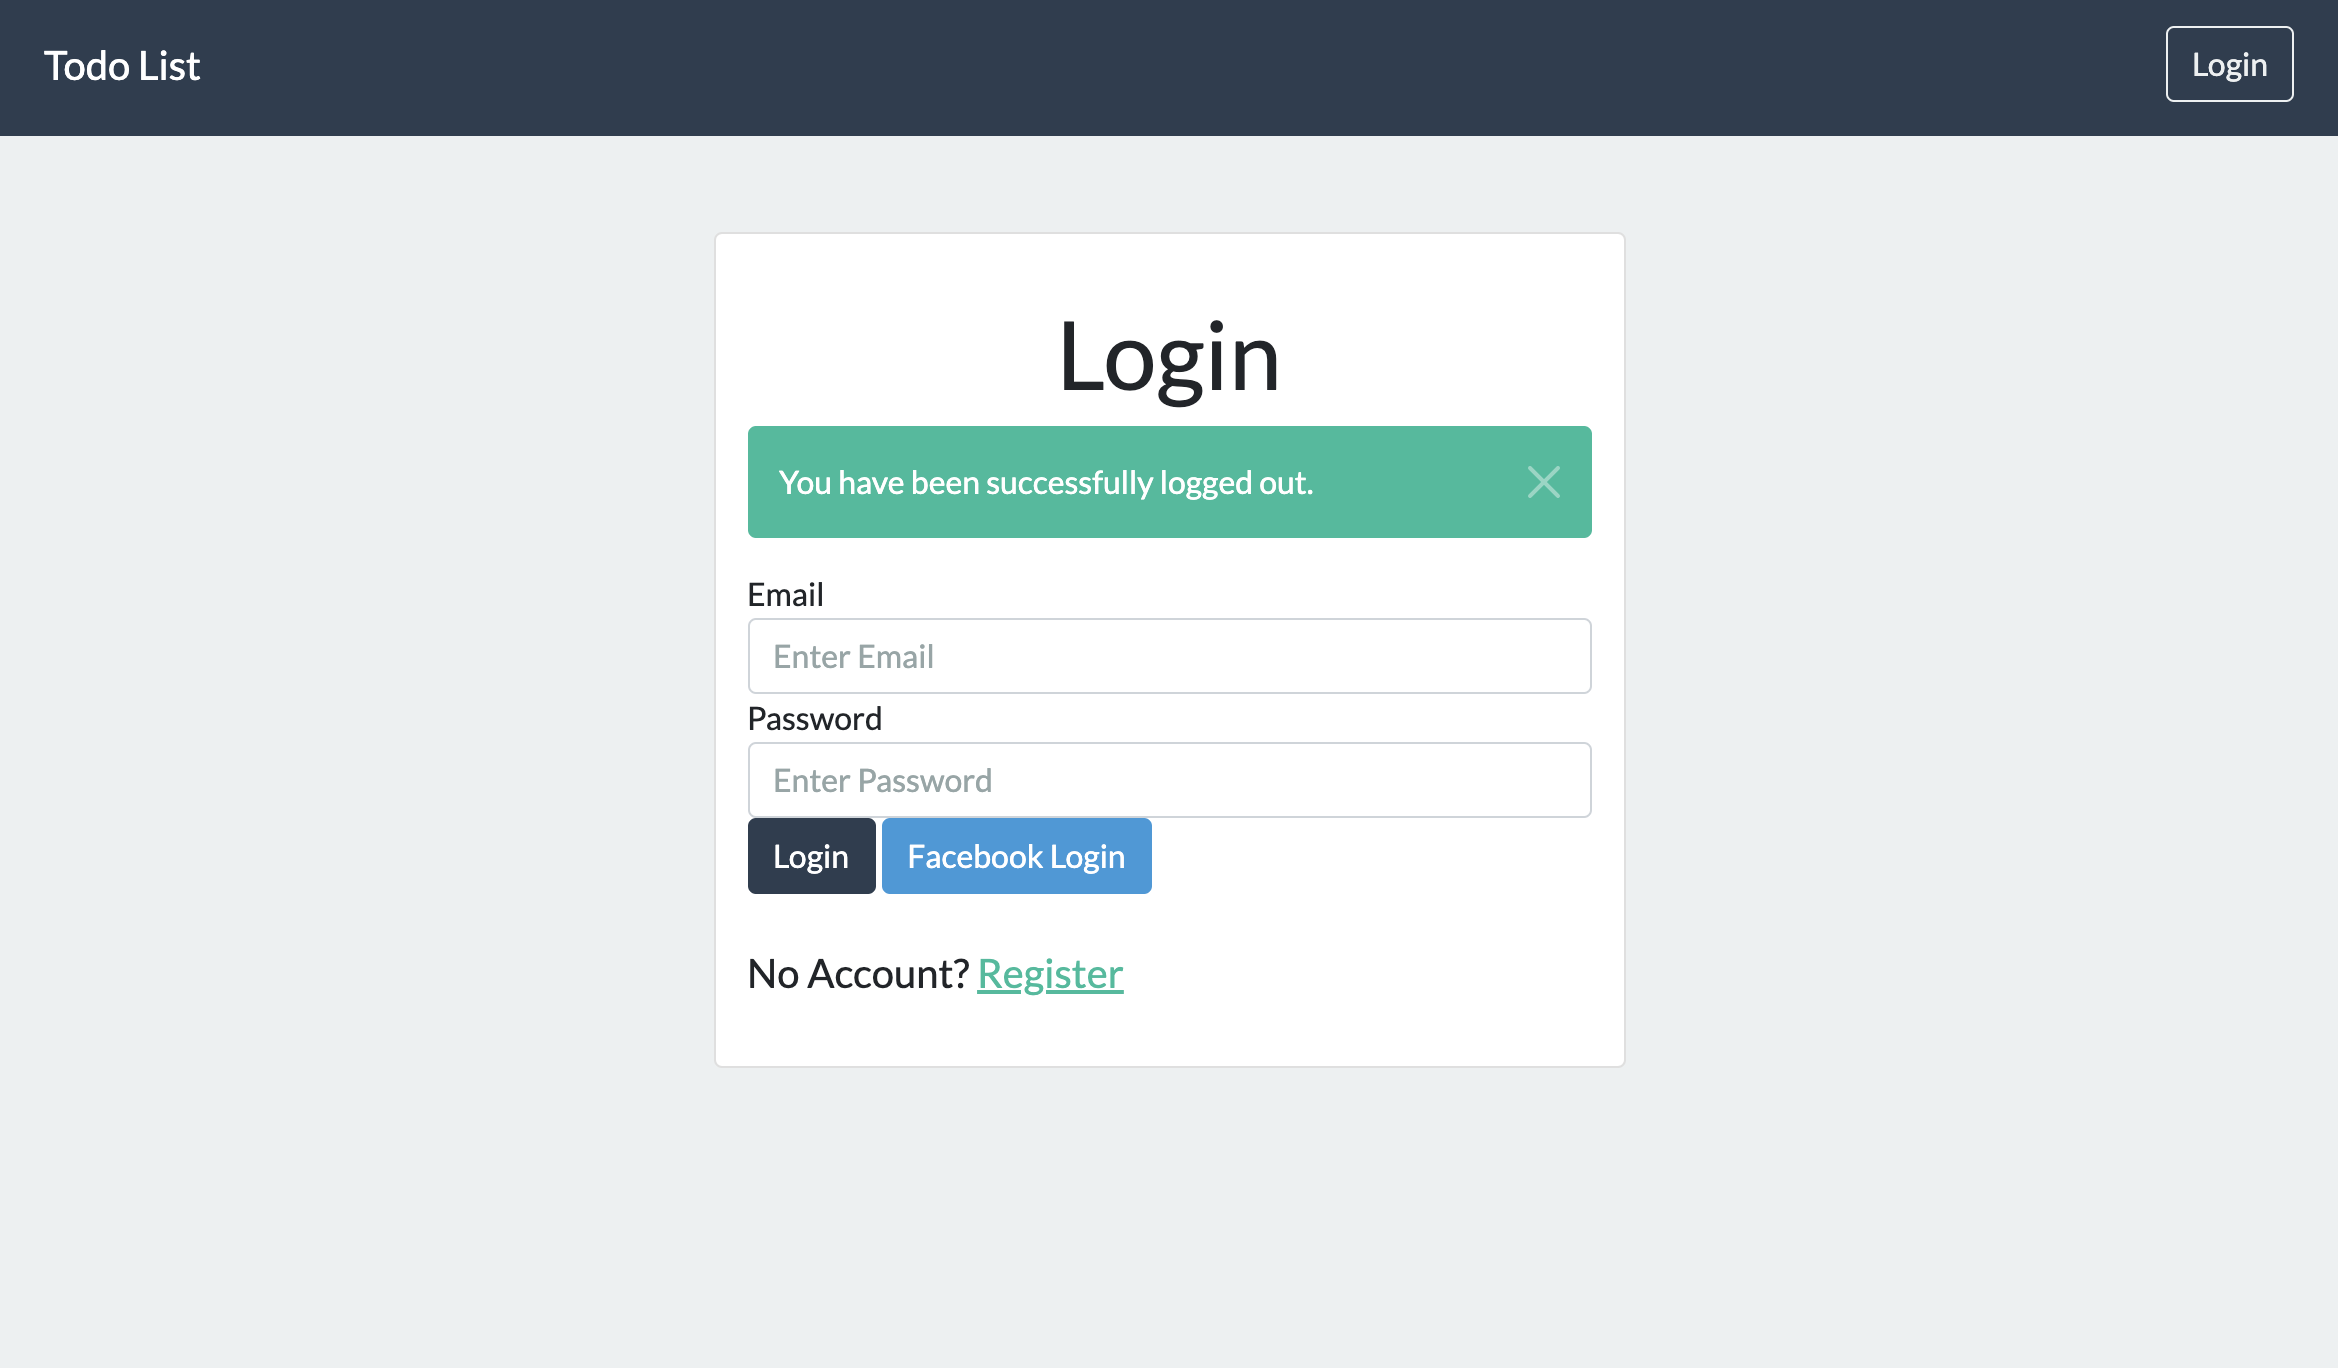 Todo List
Login
Login
You have been successfully logged out.
Email
Enter Email
Password
Enter Password
Login Facebook Login
No Account? Register